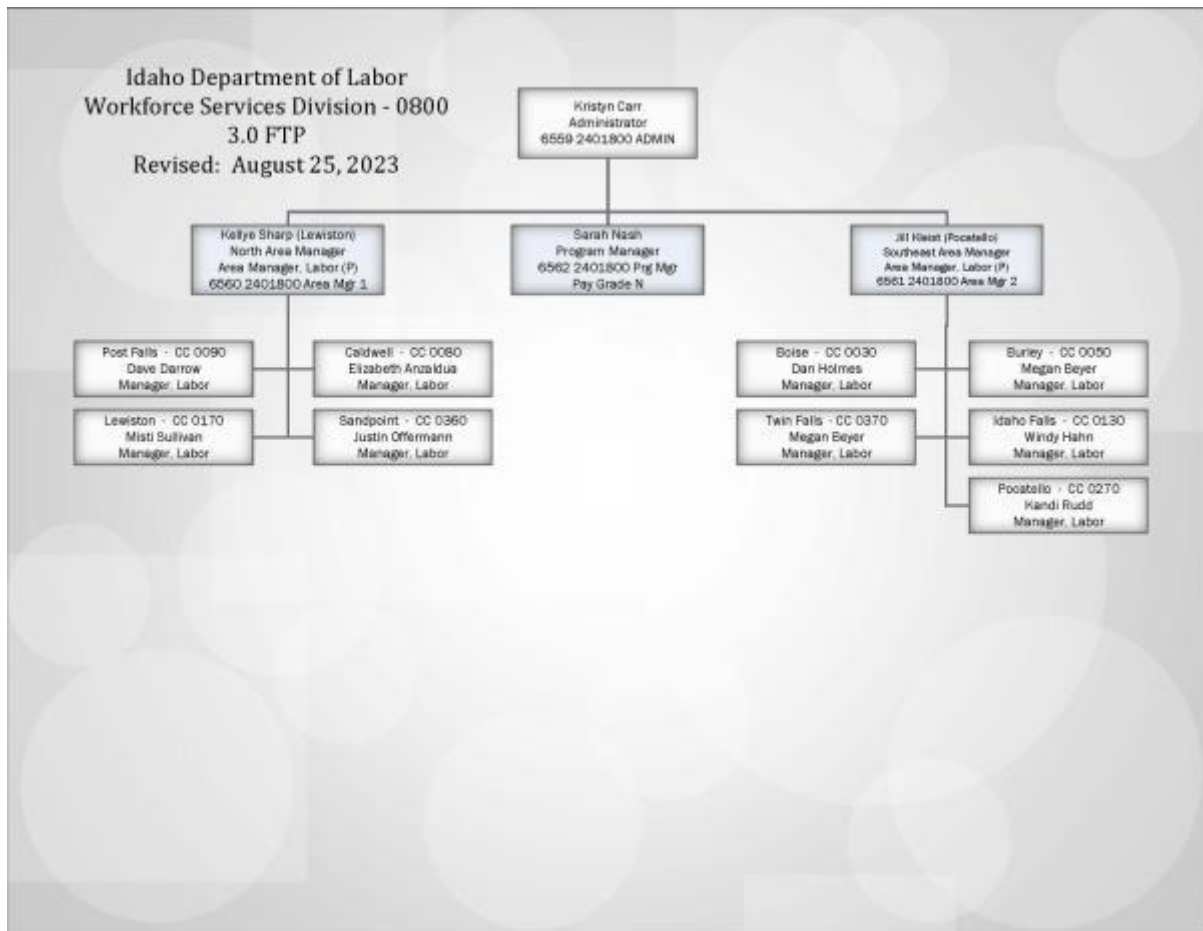 Idaho Department of Labor
Workforce Services Division - 0800
3.0 FTP
Revised: August 25, 2023
Kristyn Carr
Administrator
6559 2401800 ADMIN
Kellye Sharp (Lewiston)
North Area Manager
Area Manager, Labor (P)
6560 2401800 Area Mgr 1
Sarah Nash
Program Manager
6562 2401800 Prg Mgr
Pay Grade N
Jill Kleist (Pocatello)
Southeast Area Manager
Area Manager, Labor (P)
6561 2401800 Area Mgr 2
Post Falls - CC 0090
Dave Darrow
Manager, Labor
Caldwell - CC 0080
Elizabeth Anzaldua
Manager, Labor
Lewiston - CC 0170
Misti Sullivan
Manager, Labor
Sandpoint - CC 0360
Justin Offermann
Manager, Labor
Boise - CC 0030
Dan Holmes
Manager, Labor
Burley - CC 0050
Megan Beyer
Manager, Labor
Twin Falls - CC 0370
Megan Beyer
Manager, Labor
Idaho Falls - CC 0130
Windy Hahn
Manager, Labor
Pocatello - CC 0270
Kandi Rudd
Manager, Labor